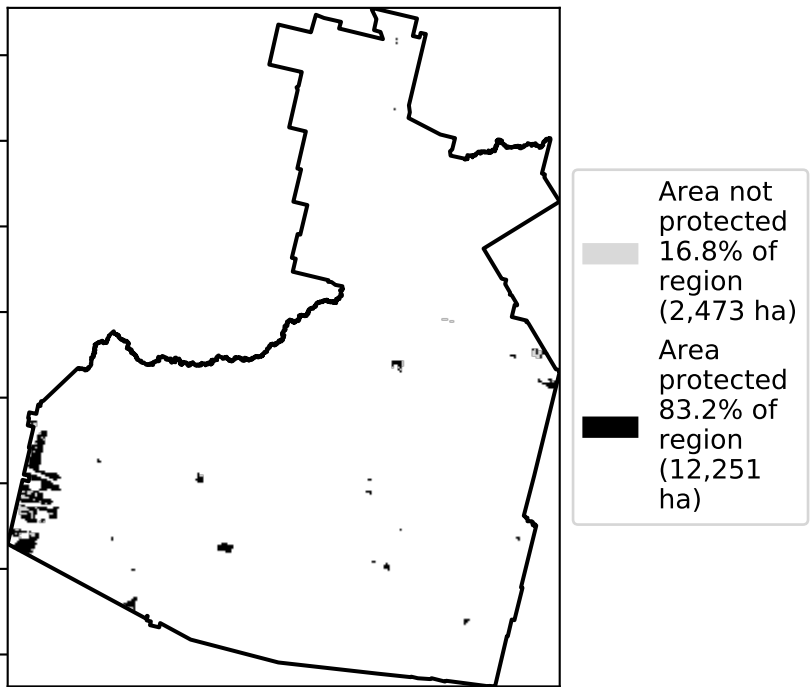 Area not
protected
16.8% of
region
(2,473 ha)
Area
protected
83.2% of
region
(12,251
ha)